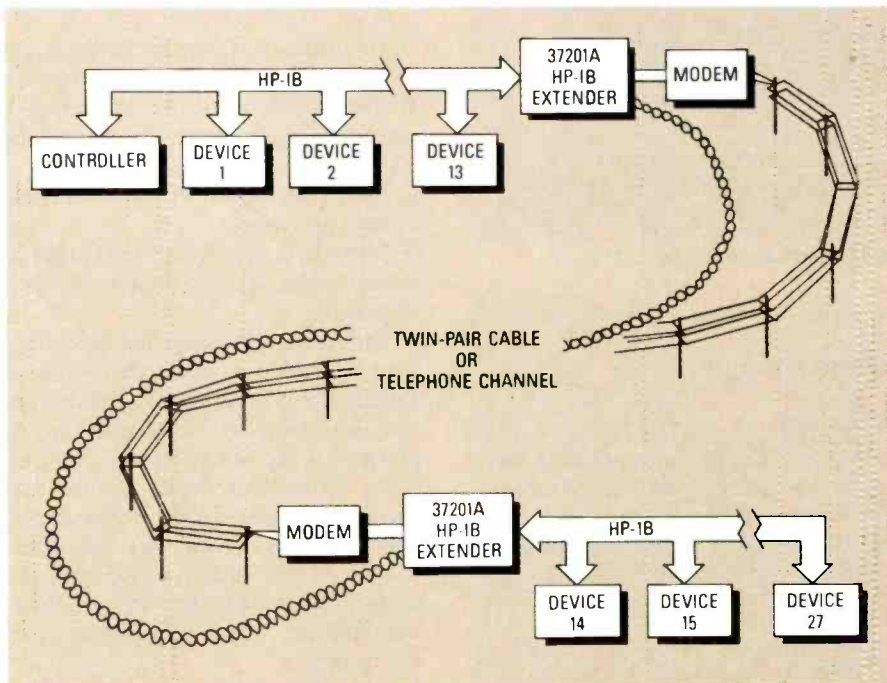 HP-IB
37201A
HP-IB
EXTENDER
MODEM
CONTROLLER
DEVICE
1
DEVICE
2
DEVICE
13
TWIN-PAIR CABLE
OR
TELEPHONE CHANNEL
MODEM
37201A
HP-IB
EXTENDER
HP-IB
DEVICE
14
DEVICE
15
DEVICE
27